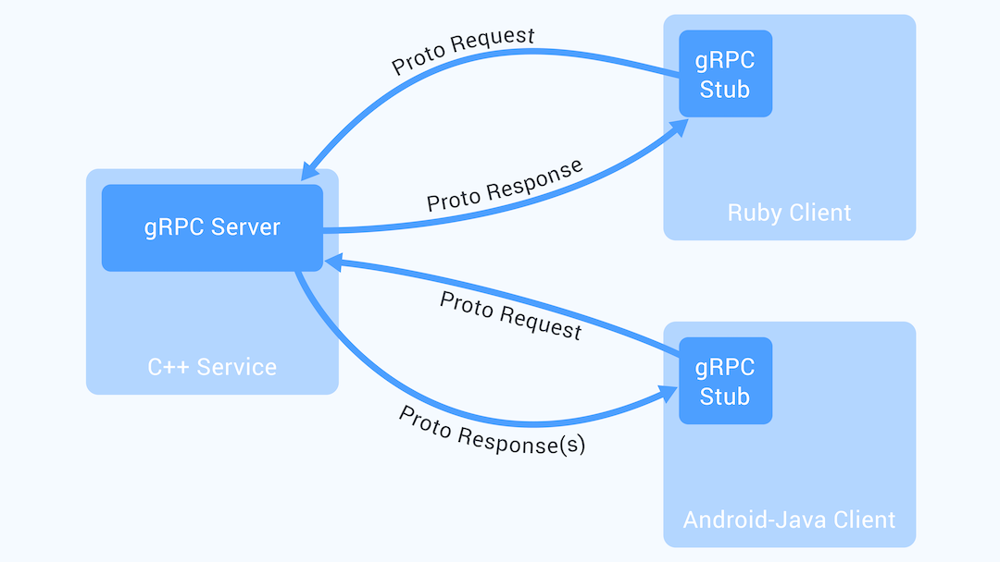 Proto Request
gRPC
Stub
Proto Response
Ruby Client
gRPC Server
C++ Service
Proto Request
gRPC
Stub
Proto Response(s)
Android-Java Client